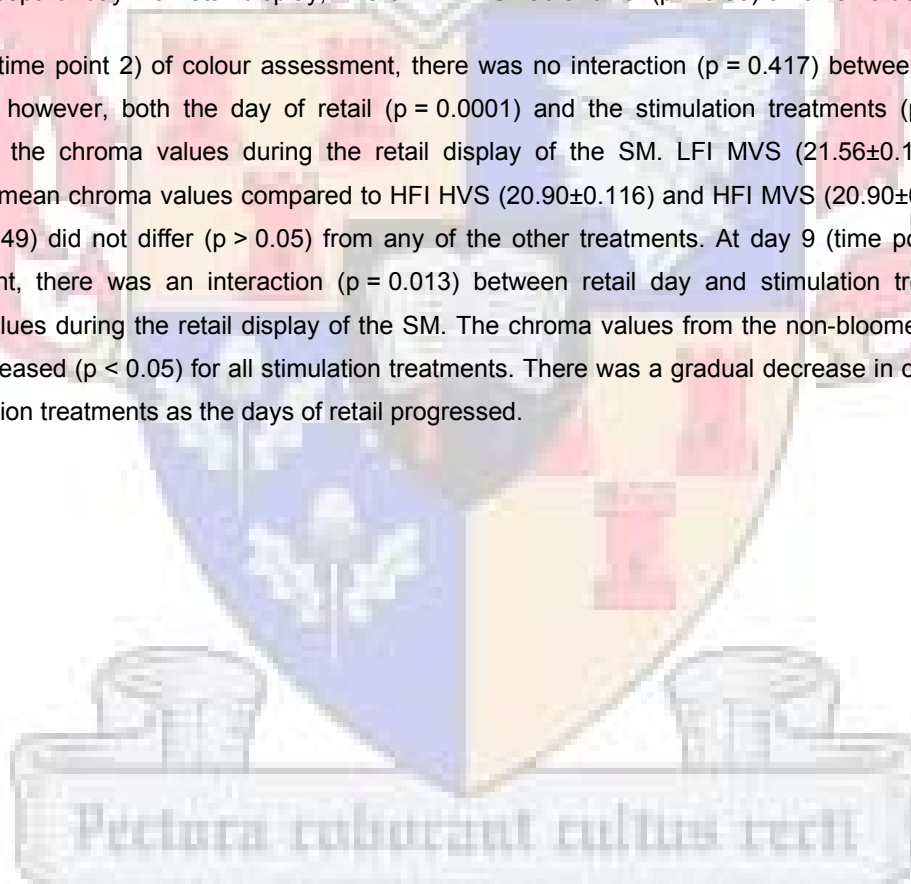 time point 2) of colour assessment, there was no interaction (p = 0.417) betwee
however, both the day of retail (p = 0.0001) and the stimulation treatments (
the chroma values during the retail display of the SM. LFI MVS (21.56±0.1
mean chroma values compared to HFI HVS (20.90±0.116) and HFI MVS (20.90±
49) did not differ (p > 0.05) from any of the other treatments. At day 9 (time po
nt, there was an interaction (p = 0.013) between retail day and stimulation tre
lues during the retail display of the SM. The chroma values from the non-bloome
eased (p < 0.05) for all stimulation treatments. There was a gradual decrease in
ion treatments as the days of retail progressed.
Pectora roborant cultus recti